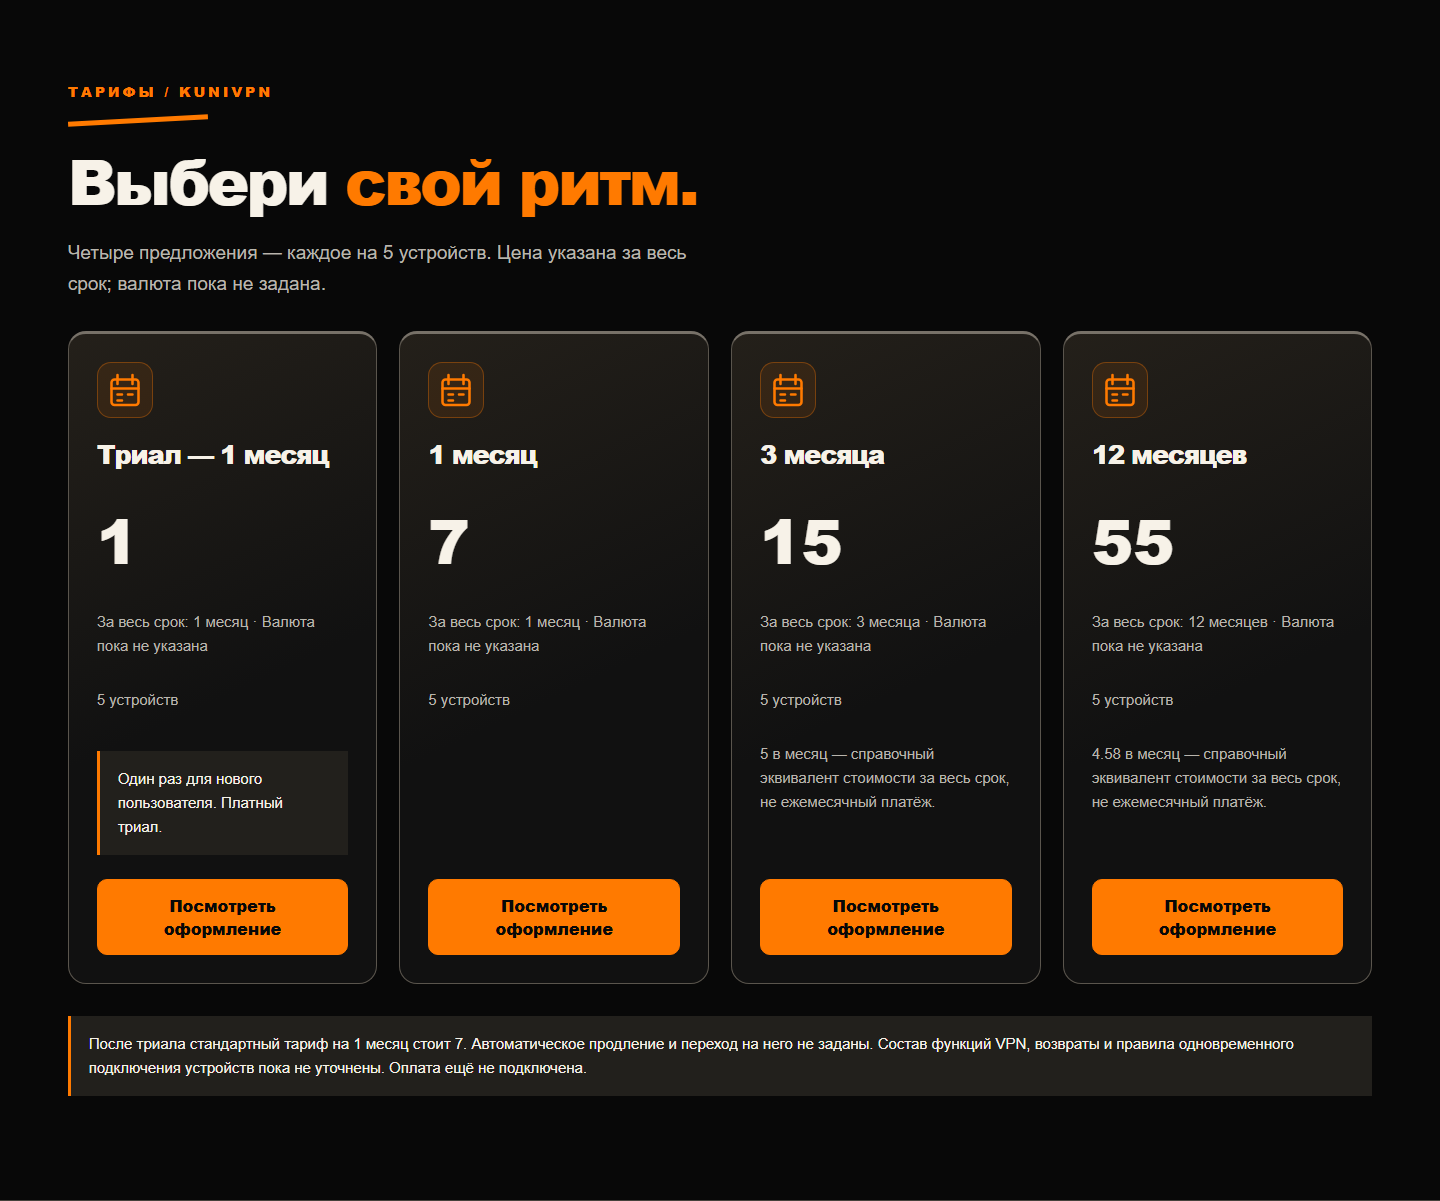 ТАРИФЫ / KUNIVPN
Выбери свой ритм.
Четыре предложения — каждое на 5 устройств. Цена указана за весь
срок; валюта пока не задана.
Триал — 1 месяц
1
За весь срок: 1 месяц · Валюта
пока не указана
5 устройств
Один раз для нового
пользователя. Платный
триал.
Посмотреть
оформление
1 месяц
7
За весь срок: 1 месяц · Валюта
пока не указана
5 устройств
Посмотреть
оформление
3 месяца
15
За весь срок: 3 месяца · Валюта
пока не указана
5 устройств
5 в месяц — справочный
эквивалент стоимости за весь срок,
не ежемесячный платёж.
Посмотреть
оформление
12 месяцев
55
За весь срок: 12 месяцев · Валюта
пока не указана
5 устройств
4.58 в месяц — справочный
эквивалент стоимости за весь срок,
не ежемесячный платёж.
Посмотреть
оформление
После триала стандартный тариф на 1 месяц стоит 7. Автоматическое продление и переход на него не заданы. Состав функций VPN, возвраты и правила одновременного
подключения устройств пока не уточнены. Оплата ещё не подключена.